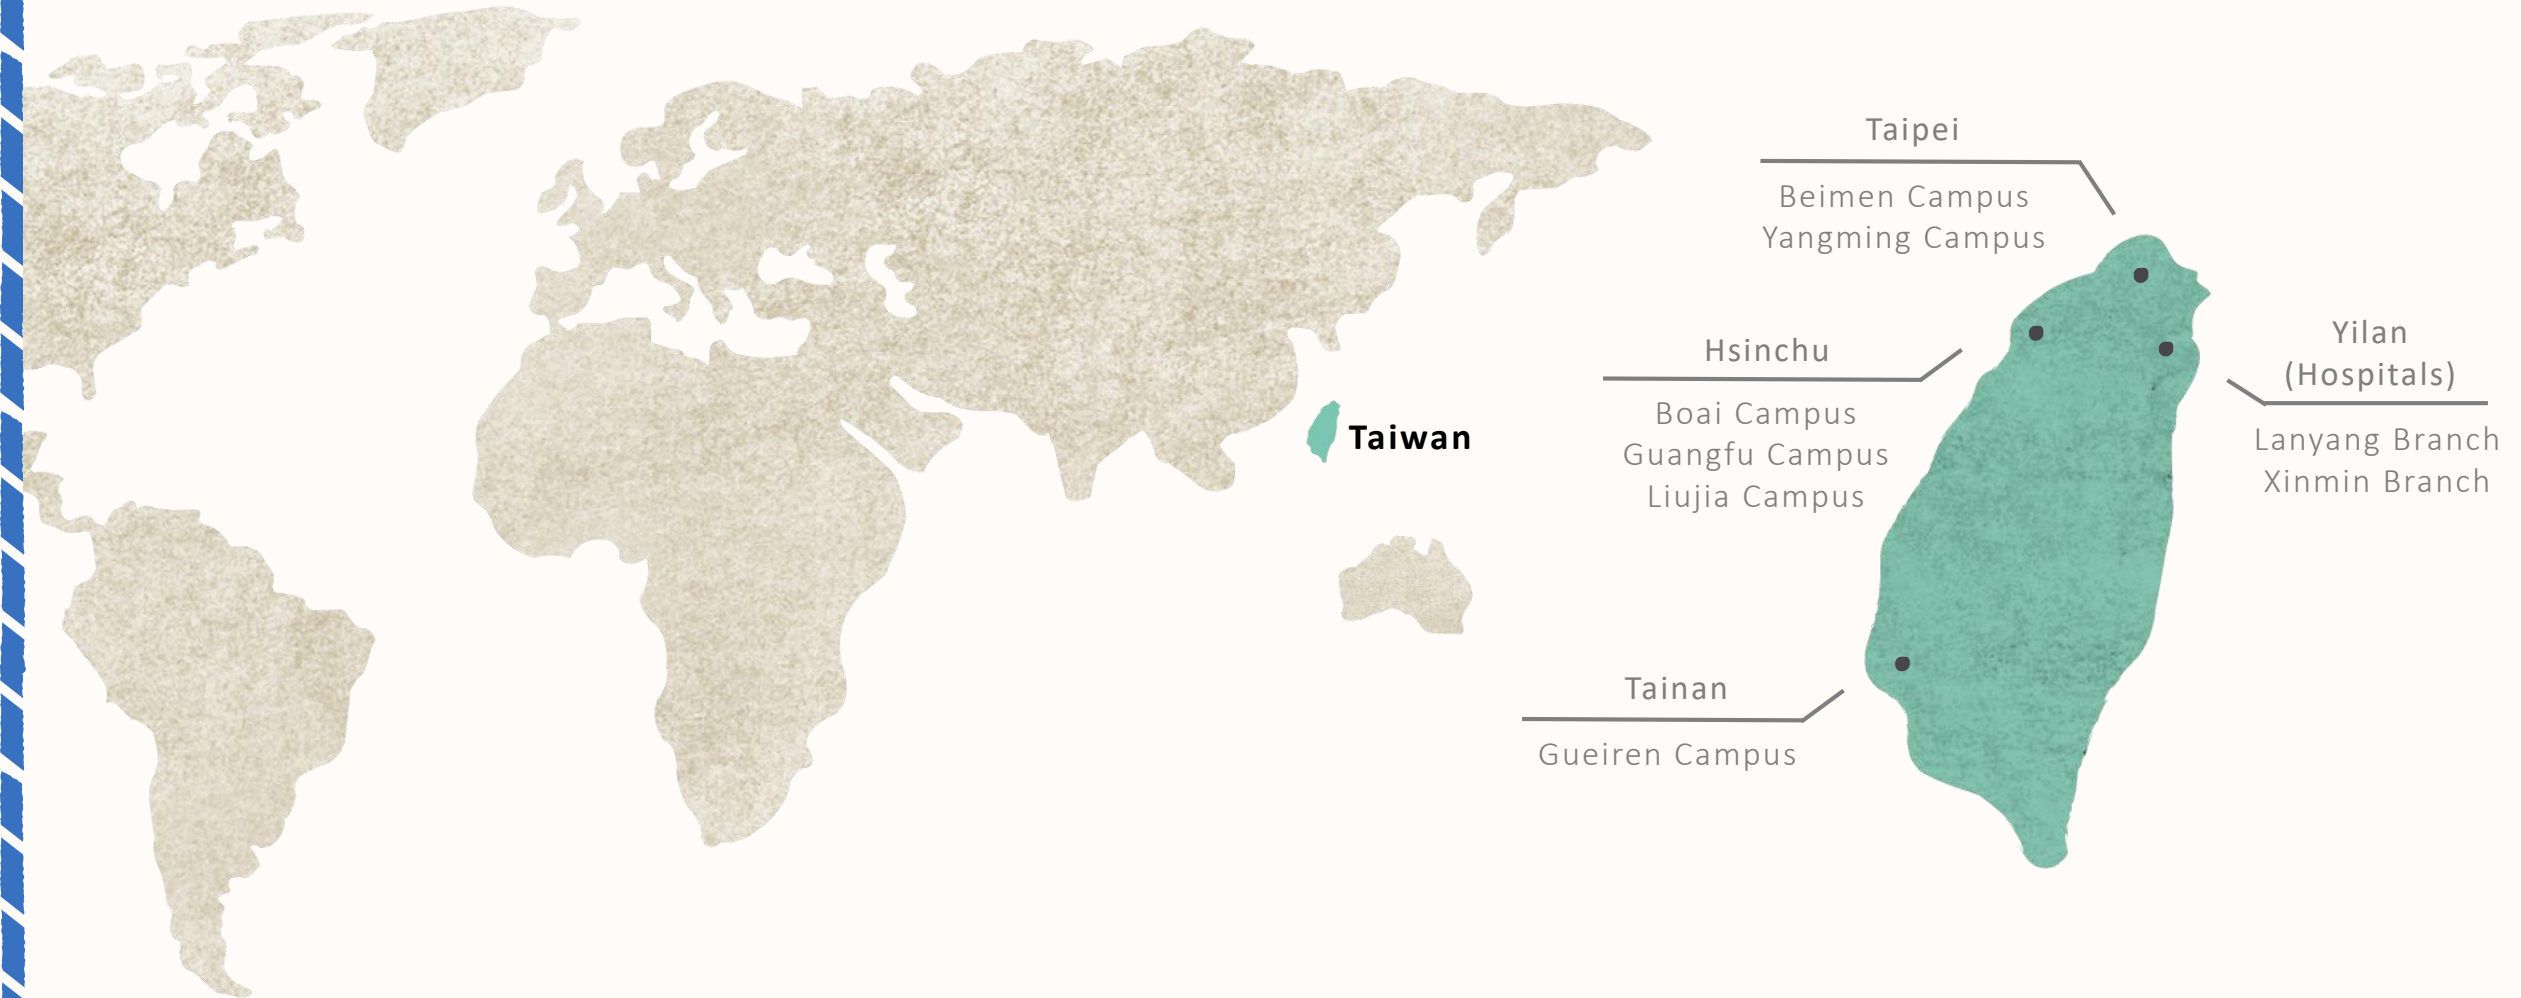 Taipei
Beimen Campus
Yangming Campus
Hsinchu
Boai Campus
Guangfu Campus
Liujia Campus
Yilan
(Hospitals)
Lanyang Branch
Xinmin Branch
Taiwan
Tainan
Gueiren Campus